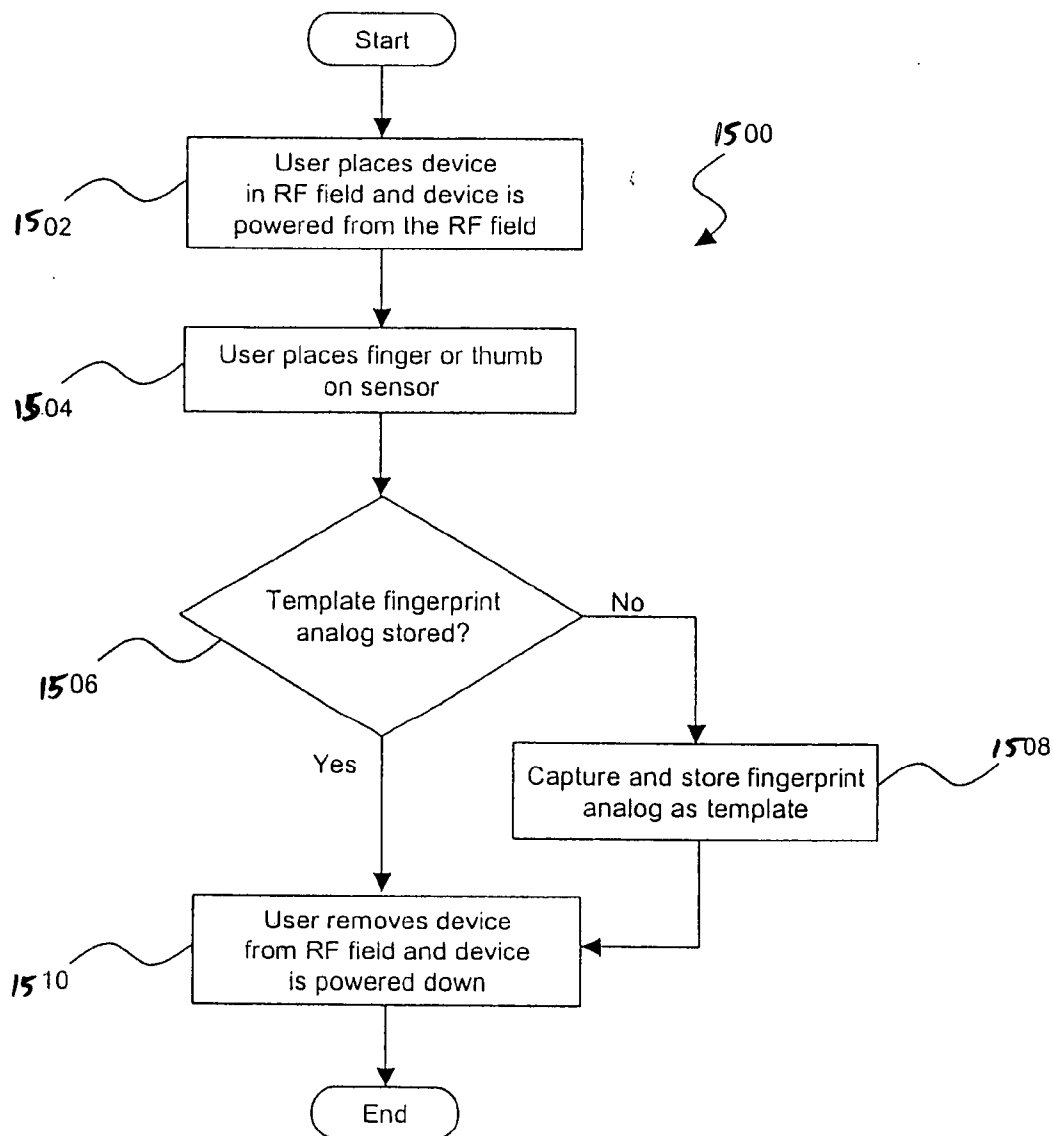 Start
1500
User places device
in RF field and device is
powered from the RF field
1502
User places finger or thumb
on sensor
1504
Template fingerprint
analog stored?
No
1506
Yes
1508
Capture and store fingerprint
analog as template
User removes device
from RF field and device
is powered down
1510
End